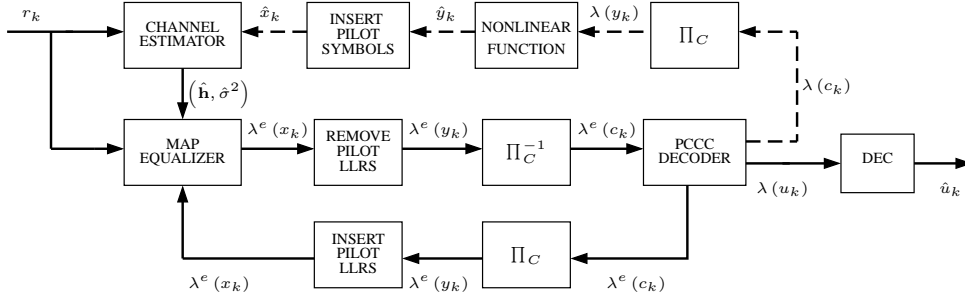 r_k
CHANNEL
ESTIMATOR
x̂_k
INSERT
PILOT
SYMBOLS
ŷ_k
NONLINEAR
FUNCTION
λ (y_k)
Π_C
λ (c_k)
(ĥ, σ̂²)
MAP
EQUALIZER
λ^e (x_k)
REMOVE
PILOT
LLRS
λ^e (y_k)
Π_C^{-1}
λ^e (c_k)
PCCC
DECODER
λ (u_k)
DEC
û_k
λ^e (x_k)
INSERT
PILOT
LLRS
λ^e (y_k)
Π_C
λ^e (c_k)